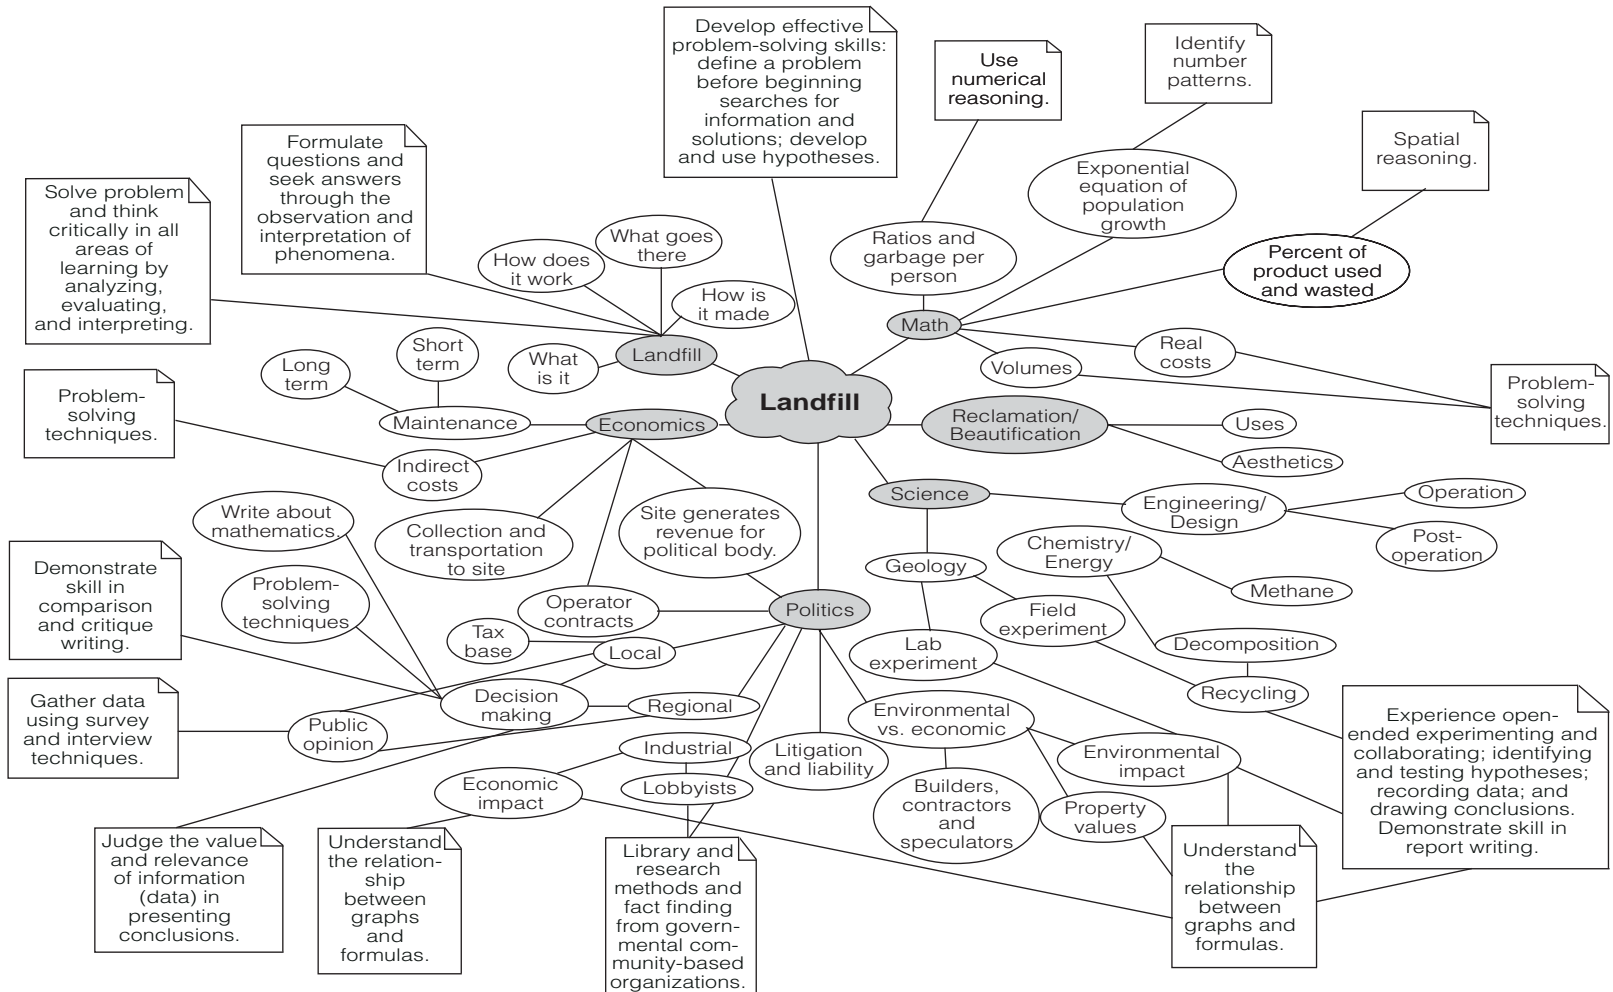 Develop effective
problem-solving skills:
define a problem
before beginning
searches for
information and
solutions; develop
and use hypotheses.
Use
numerical
reasoning.
Identify
number
patterns.
Spatial
reasoning.
Formulate
questions and
seek answers
through the
observation and
interpretation of
phenomena.
Solve problem
and think
critically in all
areas of
learning by
analyzing,
evaluating,
and interpreting.
How does
it work
What goes
there
How is
it made
What
is it
Landfill
Ratios and
garbage per
person
Exponential
equation of
population
growth
Percent of
product used
and wasted
Math
Real
costs
Volumes
Problem-
solving
techniques.
Long
term
Short
term
Maintenance
Economics
Landfill
Reclamation/
Beautification
Uses
Aesthetics
Problem-
solving
techniques.
Indirect
costs
Collection and
transportation
to site
Site generates
revenue for
political body.
Operator
contracts
Science
Engineering/
Design
Operation
Post-
operation
Geology
Chemistry/
Energy
Methane
Field
experiment
Decomposition
Lab
experiment
Recycling
Write about
mathematics.
Problem-
solving
techniques
Demonstrate
skill in
comparison
and critique
writing.
Gather data
using survey
and interview
techniques.
Politics
Tax
base
Local
Decision
making
Regional
Public
opinion
Industrial
Lobbyists
Economic
impact
Litigation
and liability
Environmental
vs. economic
Environmental
impact
Builders,
contractors
and
speculators
Property
values
Experience open-
ended experimenting and
collaborating; identifying
and testing hypotheses;
recording data; and
drawing conclusions.
Demonstrate skill in
report writing.
Judge the value
and relevance
of information
(data) in
presenting
conclusions.
Understand
the relation-
ship
between
graphs
and
formulas.
Library and
research
methods and
fact finding
from govern-
mental com-
munity-based
organizations.
Understand
the
relationship
between
graphs and
formulas.